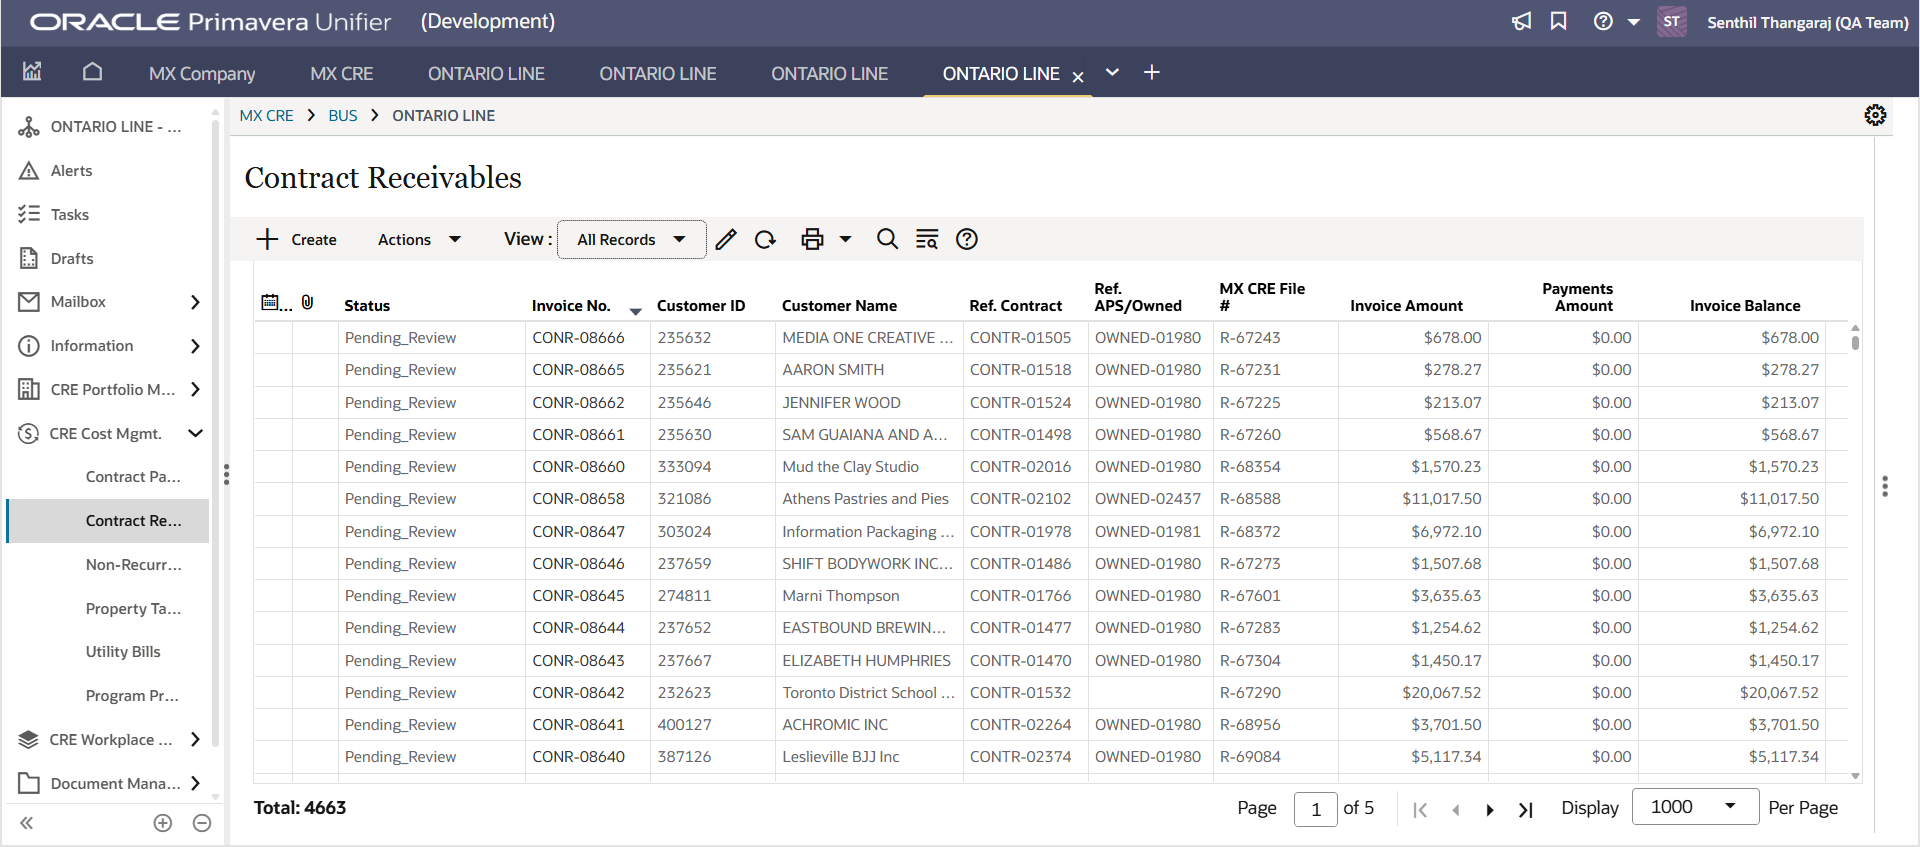 ORACLE Primavera Unifier (Development)
ST Senthil Thangaraj (QA Team)
MX Company MX CRE ONTARIO LINE ONTARIO LINE ONTARIO LINE ONTARIO LINE
ONTARIO LINE - ...
Alerts
Tasks
Drafts
Mailbox
Information
CRE Portfolio M...
CRE Cost Mgmt.
Contract Pa...
Contract Re...
Non-Recurr...
Property Ta...
Utility Bills
Program Pr...
CRE Workplace ...
Document Mana...
MX CRE BUS ONTARIO LINE
Contract Receivables
Create Actions View : All Records
... Status Invoice No. Customer ID Customer Name Ref. Contract Ref. APS/Owned MX CRE File # Invoice Amount Payments Amount Invoice Balance
Pending_Review CONR-08666 235632 MEDIA ONE CREATIVE ... CONTR-01505 OWNED-01980 R-67243 $678.00 $0.00 $678.00
Pending_Review CONR-08665 235621 AARON SMITH CONTR-01518 OWNED-01980 R-67231 $278.27 $0.00 $278.27
Pending_Review CONR-08662 235646 JENNIFER WOOD CONTR-01524 OWNED-01980 R-67225 $213.07 $0.00 $213.07
Pending_Review CONR-08661 235630 SAM GUAIANA AND A... CONTR-01498 OWNED-01980 R-67260 $568.67 $0.00 $568.67
Pending_Review CONR-08660 333094 Mud the Clay Studio CONTR-02016 OWNED-01980 R-68354 $1,570.23 $0.00 $1,570.23
Pending_Review CONR-08658 321086 Athens Pastries and Pies CONTR-02102 OWNED-02437 R-68588 $11,017.50 $0.00 $11,017.50
Pending_Review CONR-08647 303024 Information Packaging ... CONTR-01978 OWNED-01981 R-68372 $6,972.10 $0.00 $6,972.10
Pending_Review CONR-08646 237659 SHIFT BODYWORK INC... CONTR-01486 OWNED-01980 R-67273 $1,507.68 $0.00 $1,507.68
Pending_Review CONR-08645 274811 Marni Thompson CONTR-01766 OWNED-01980 R-67601 $3,635.63 $0.00 $3,635.63
Pending_Review CONR-08644 237652 EASTBOUND BREWIN... CONTR-01477 OWNED-01980 R-67283 $1,254.62 $0.00 $1,254.62
Pending_Review CONR-08643 237667 ELIZABETH HUMPHRIES CONTR-01470 OWNED-01980 R-67304 $1,450.17 $0.00 $1,450.17
Pending_Review CONR-08642 232623 Toronto District School ... CONTR-01532 R-67290 $20,067.52 $0.00 $20,067.52
Pending_Review CONR-08641 400127 ACHROMIC INC CONTR-02264 OWNED-01980 R-68956 $3,701.50 $0.00 $3,701.50
Pending_Review CONR-08640 387126 Leslieville BJJ Inc CONTR-02374 OWNED-01980 R-69084 $5,117.34 $0.00 $5,117.34
Total: 4663 Page 1 of 5 Display 1000 Per Page